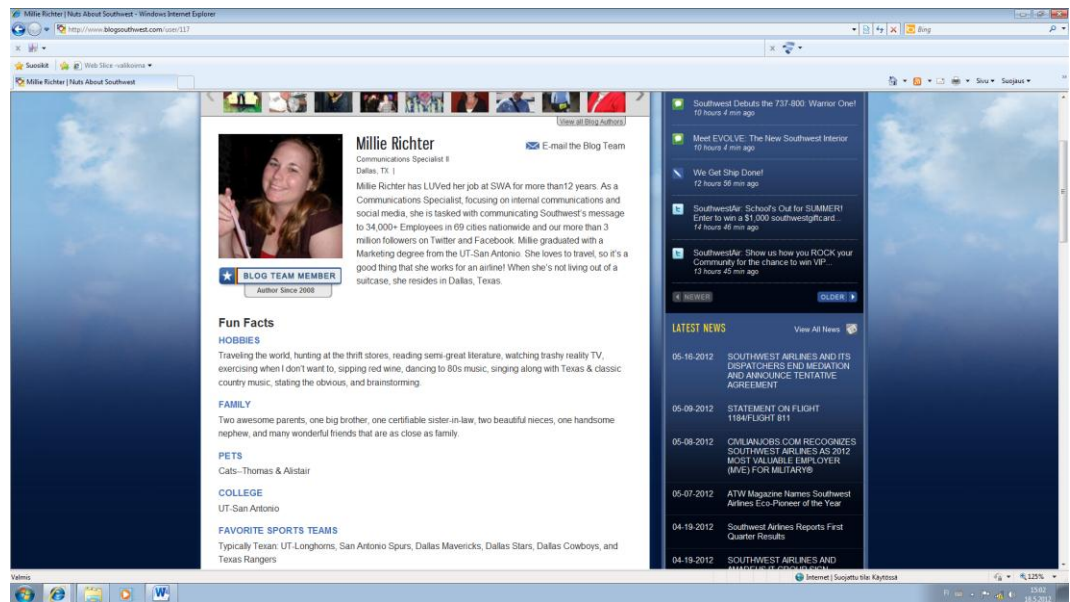 Millie Richter | Nuts About Southwest - Windows Internet Explorer
http://www.blogsouthwest.com/user/117
Bing
Suosikit
Web Slice -valikoima
Millie Richter | Nuts About Southwest
Sivu
Suojaus
View all Blog Authors
Millie Richter
E-mail the Blog Team
Communications Specialist II
Dallas, TX |
Millie Richter has LUVed her job at SWA for more than12 years. As a
Communications Specialist, focusing on internal communications and
social media, she is tasked with communicating Southwest's message
to 34,000+ Employees in 69 cities nationwide and our more than 3
million followers on Twitter and Facebook. Millie graduated with a
Marketing degree from the UT-San Antonio. She loves to travel, so it's a
good thing that she works for an airline! When she's not living out of a
suitcase, she resides in Dallas, Texas.
BLOG TEAM MEMBER
Author Since 2008
Fun Facts
HOBBIES
Traveling the world, hunting at the thrift stores, reading semi-great literature, watching trashy reality TV,
exercising when I don't want to, sipping red wine, dancing to 80s music, singing along with Texas & classic
country music, stating the obvious, and brainstorming.
FAMILY
Two awesome parents, one big brother, one certifiable sister-in-law, two beautiful nieces, one handsome
nephew, and many wonderful friends that are as close as family.
PETS
Cats--Thomas & Alistair
COLLEGE
UT-San Antonio
FAVORITE SPORTS TEAMS
Typically Texan: UT-Longhorns, San Antonio Spurs, Dallas Mavericks, Dallas Stars, Dallas Cowboys, and
Texas Rangers
Southwest Debuts the 737-800: Warrior One!
10 hours 4 min ago
Meet EVOLVE: The New Southwest Interior
10 hours 4 min ago
We Get Ship Done!
12 hours 56 min ago
SouthwestAir: School's Out for SUMMER!
Enter to win a $1,000 southwestgiftcard...
14 hours 46 min ago
SouthwestAir: Show us how you ROCK your
Community for the chance to win VIP...
13 hours 45 min ago
NEWER
OLDER
LATEST NEWS
View All News
05-16-2012 SOUTHWEST AIRLINES AND ITS
DISPATCHERS END MEDIATION
AND ANNOUNCE TENTATIVE
AGREEMENT
05-09-2012 STATEMENT ON FLIGHT
1184/FLIGHT 811
05-08-2012 CIVILIANJOBS.COM RECOGNIZES
SOUTHWEST AIRLINES AS 2012
MOST VALUABLE EMPLOYER
(MVE) FOR MILITARY®
05-07-2012 ATW Magazine Names Southwest
Airlines Eco-Pioneer of the Year
04-19-2012 Southwest Airlines Reports First
Quarter Results
04-19-2012 SOUTHWEST AIRLINES AND
Valmis
Internet | Suojattu tila: Käytössä
125%
FI
15:02
18.5.2012